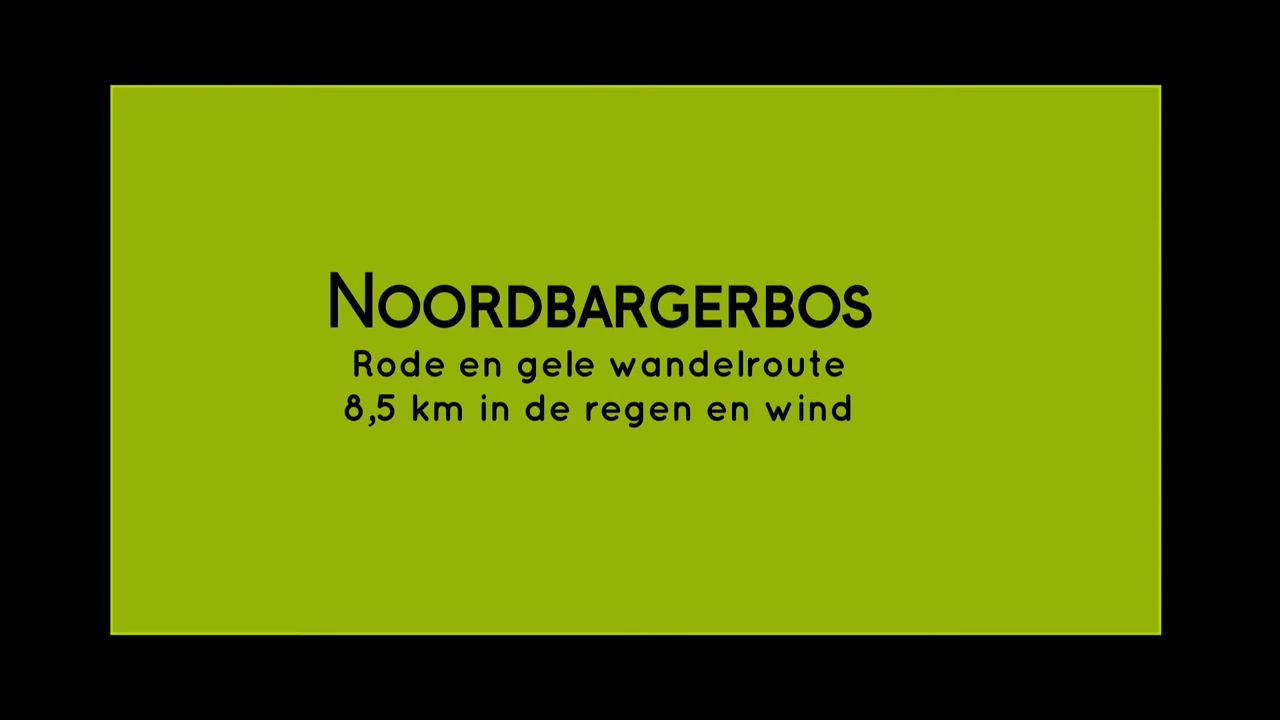 Noordbargerbos
Rode en gele wandelroute
8,5 km in de regen en wind